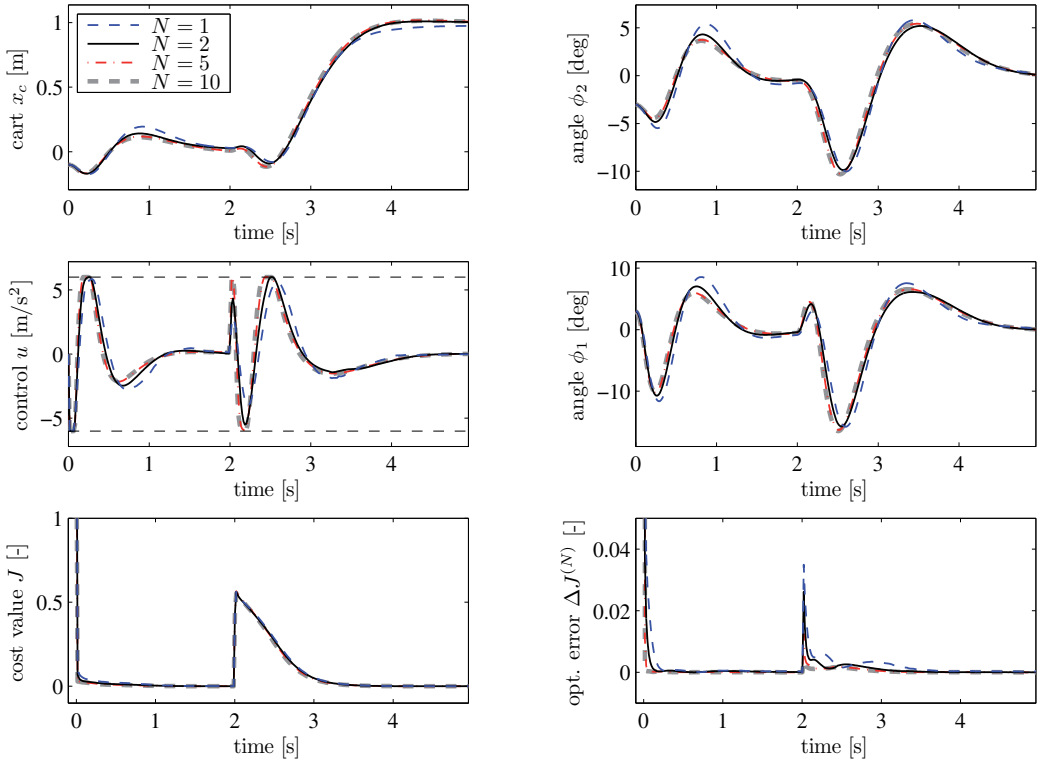 cart x_c [m]
1
0.5
0
N = 1
N = 2
N = 5
N = 10
0 1 2 3 4
time [s]
angle ϕ_2 [deg]
5
0
−5
−10
0 1 2 3 4
time [s]
control u [m/s²]
5
0
−5
0 1 2 3 4
time [s]
angle ϕ_1 [deg]
10
0
−10
0 1 2 3 4
time [s]
cost value J [-]
1
0.5
0
0 1 2 3 4 5
time [s]
opt. error ΔJ^(N) [-]
0.04
0.02
0
0 1 2 3 4 5
time [s]